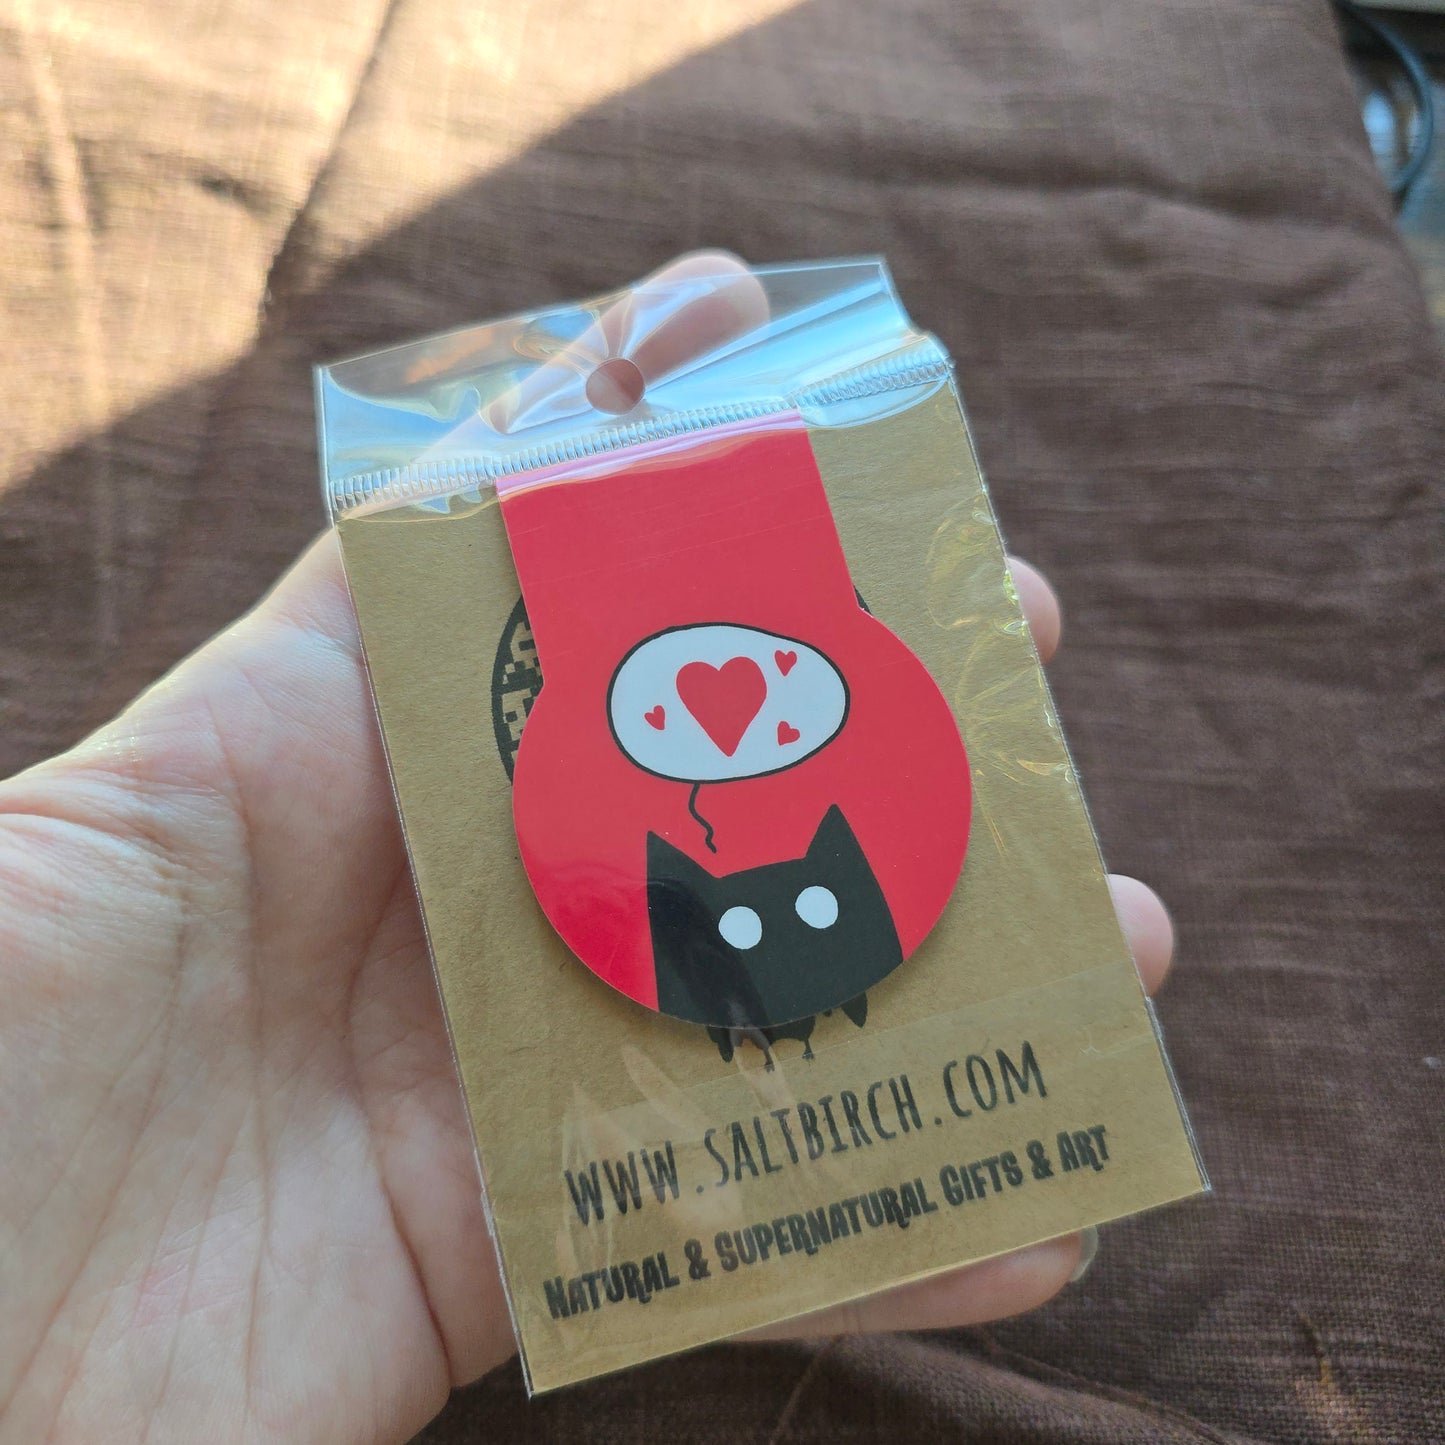 WWW.SALTBIRCH.COM
NATURAL & SUPERNATURAL GIFTS & ART